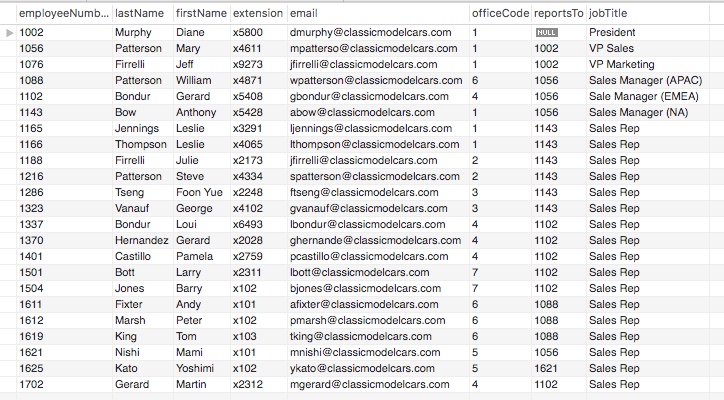 employeeNumb... lastName firstName extension email officeCode reportsTo jobTitle
1002 Murphy Diane x5800 dmurphy@classicmodelcars.com 1 NULL President
1056 Patterson Mary x4611 mpatterso@classicmodelcars.com 1 1002 VP Sales
1076 Firrelli Jeff x9273 jfirrelli@classicmodelcars.com 1 1002 VP Marketing
1088 Patterson William x4871 wpatterson@classicmodelcars.com 6 1056 Sales Manager (APAC)
1102 Bondur Gerard x5408 gbondur@classicmodelcars.com 4 1056 Sale Manager (EMEA)
1143 Bow Anthony x5428 abow@classicmodelcars.com 1 1056 Sales Manager (NA)
1165 Jennings Leslie x3291 ljennings@classicmodelcars.com 1 1143 Sales Rep
1166 Thompson Leslie x4065 lthompson@classicmodelcars.com 1 1143 Sales Rep
1188 Firrelli Julie x2173 jfirrelli@classicmodelcars.com 2 1143 Sales Rep
1216 Patterson Steve x4334 spatterson@classicmodelcars.com 2 1143 Sales Rep
1286 Tseng Foon Yue x2248 ftseng@classicmodelcars.com 3 1143 Sales Rep
1323 Vanauf George x4102 gvanauf@classicmodelcars.com 3 1143 Sales Rep
1337 Bondur Loui x6493 lbondur@classicmodelcars.com 4 1102 Sales Rep
1370 Hernandez Gerard x2028 ghernande@classicmodelcars.com 4 1102 Sales Rep
1401 Castillo Pamela x2759 pcastillo@classicmodelcars.com 4 1102 Sales Rep
1501 Bott Larry x2311 lbott@classicmodelcars.com 7 1102 Sales Rep
1504 Jones Barry x102 bjones@classicmodelcars.com 7 1102 Sales Rep
1611 Fixter Andy x101 afixter@classicmodelcars.com 6 1088 Sales Rep
1612 Marsh Peter x102 pmarsh@classicmodelcars.com 6 1088 Sales Rep
1619 King Tom x103 tking@classicmodelcars.com 6 1088 Sales Rep
1621 Nishi Mami x101 mnishi@classicmodelcars.com 5 1056 Sales Rep
1625 Kato Yoshimi x102 ykato@classicmodelcars.com 5 1621 Sales Rep
1702 Gerard Martin x2312 mgerard@classicmodelcars.com 4 1102 Sales Rep